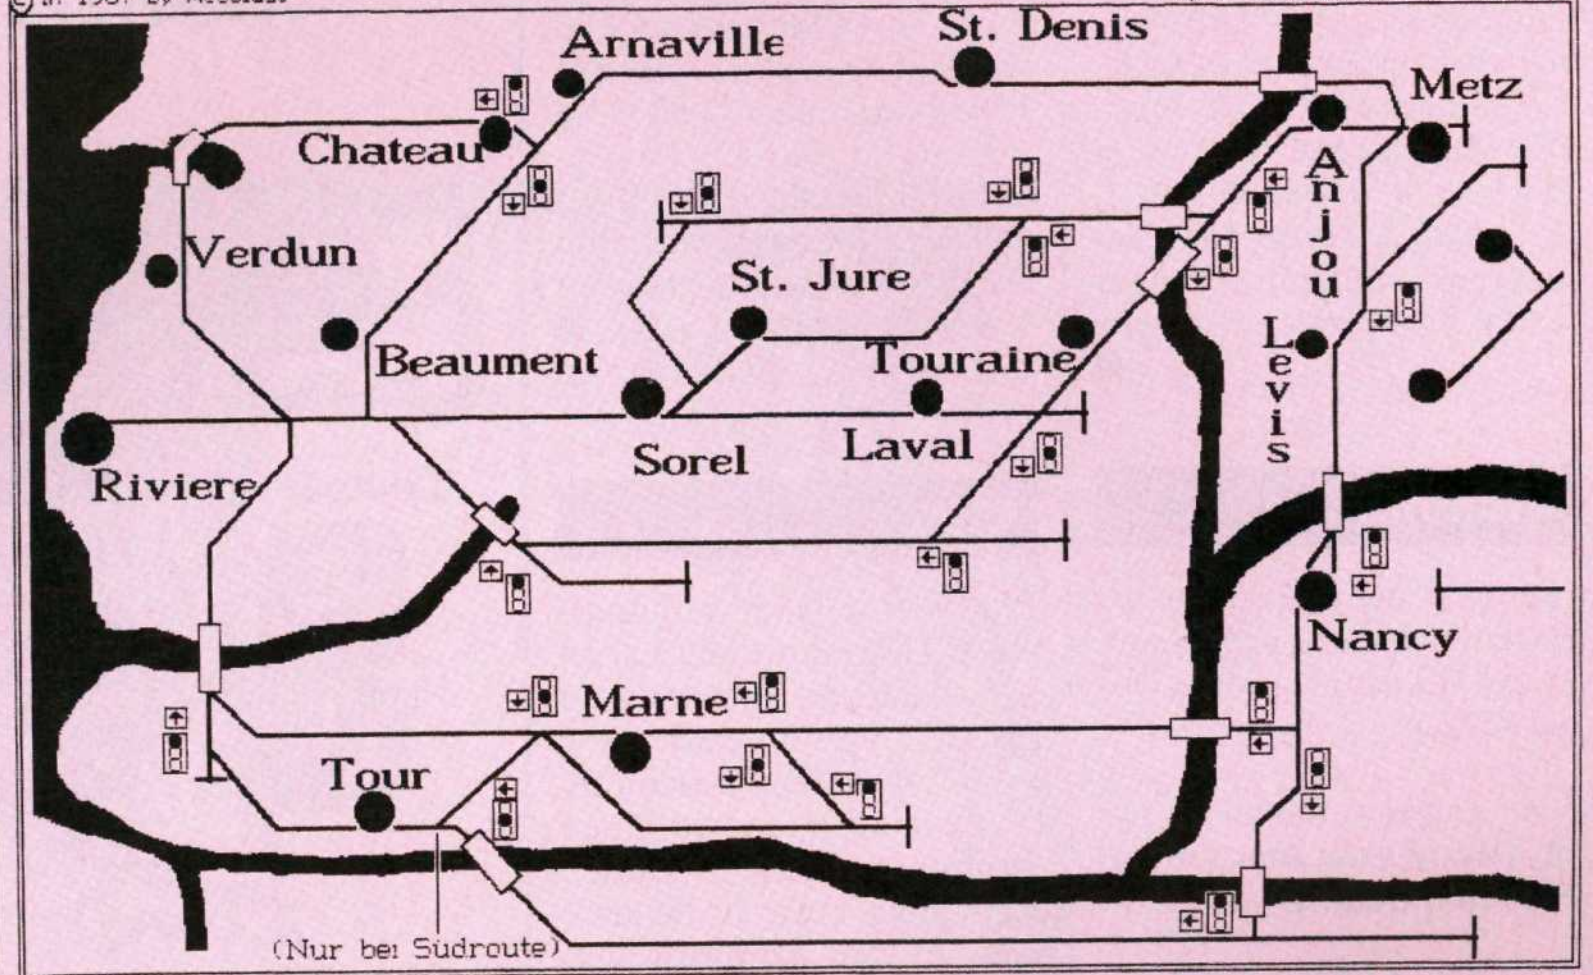 St. Denis
Arnaville
Metz
Chateau
Anjou
Verdun
St. Jure
Levis
Beaument
Touraine
Sorel
Laval
Riviere
Nancy
Marne
Tour
(Nur bei Südroute)